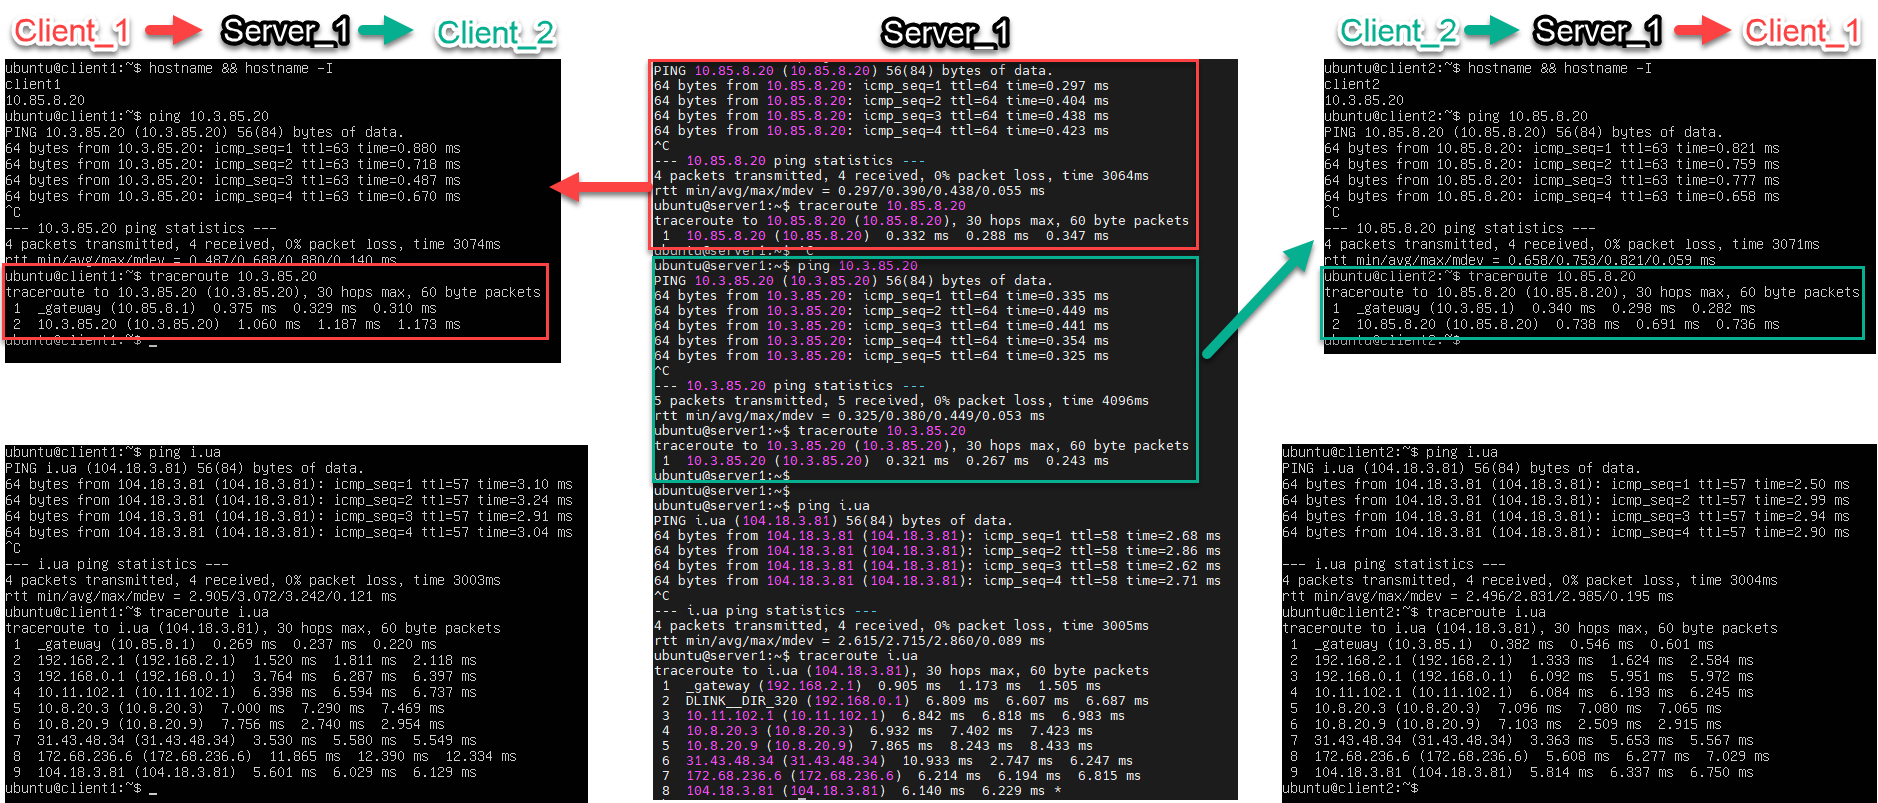 Client_1 Server_1 Client_2
ubuntu@client1:~$ hostname && hostname -I
client1
10.85.8.20
ubuntu@client1:~$ ping 10.3.85.20
PING 10.3.85.20 (10.3.85.20) 56(84) bytes of data.
64 bytes from 10.3.85.20: icmp_seq=1 ttl=63 time=0.880 ms
64 bytes from 10.3.85.20: icmp_seq=2 ttl=63 time=0.718 ms
64 bytes from 10.3.85.20: icmp_seq=3 ttl=63 time=0.487 ms
64 bytes from 10.3.85.20: icmp_seq=4 ttl=63 time=0.670 ms
^C
--- 10.3.85.20 ping statistics ---
4 packets transmitted, 4 received, 0% packet loss, time 3074ms
rtt min/avg/max/mdev = 0.487/0.688/0.880/0.140 ms
ubuntu@client1:~$ traceroute 10.3.85.20
traceroute to 10.3.85.20 (10.3.85.20), 30 hops max, 60 byte packets
1 _gateway (10.85.8.1) 0.375 ms 0.329 ms 0.310 ms
2 10.3.85.20 (10.3.85.20) 1.060 ms 1.187 ms 1.173 ms
ubuntu@client1:~$ _
ubuntu@client1:~$ ping i.ua
PING i.ua (104.18.3.81) 56(84) bytes of data.
64 bytes from 104.18.3.81 (104.18.3.81): icmp_seq=1 ttl=57 time=3.10 ms
64 bytes from 104.18.3.81 (104.18.3.81): icmp_seq=2 ttl=57 time=3.24 ms
64 bytes from 104.18.3.81 (104.18.3.81): icmp_seq=3 ttl=57 time=2.91 ms
64 bytes from 104.18.3.81 (104.18.3.81): icmp_seq=4 ttl=57 time=3.04 ms
^C
--- i.ua ping statistics ---
4 packets transmitted, 4 received, 0% packet loss, time 3003ms
rtt min/avg/max/mdev = 2.905/3.072/3.242/0.121 ms
ubuntu@client1:~$ traceroute i.ua
traceroute to i.ua (104.18.3.81), 30 hops max, 60 byte packets
1 _gateway (10.85.8.1) 0.269 ms 0.237 ms 0.220 ms
2 192.168.2.1 (192.168.2.1) 1.520 ms 1.811 ms 2.118 ms
3 192.168.0.1 (192.168.0.1) 3.764 ms 6.287 ms 6.397 ms
4 10.11.102.1 (10.11.102.1) 6.398 ms 6.594 ms 6.737 ms
5 10.8.20.3 (10.8.20.3) 7.000 ms 7.290 ms 7.469 ms
6 10.8.20.9 (10.8.20.9) 7.756 ms 2.740 ms 2.954 ms
7 31.43.48.34 (31.43.48.34) 3.530 ms 5.580 ms 5.549 ms
8 172.68.236.6 (172.68.236.6) 11.865 ms 12.390 ms 12.334 ms
9 104.18.3.81 (104.18.3.81) 5.601 ms 6.029 ms 6.129 ms
ubuntu@client1:~$ _
Server_1
PING 10.85.8.20 (10.85.8.20) 56(84) bytes of data.
64 bytes from 10.85.8.20: icmp_seq=1 ttl=64 time=0.297 ms
64 bytes from 10.85.8.20: icmp_seq=2 ttl=64 time=0.404 ms
64 bytes from 10.85.8.20: icmp_seq=3 ttl=64 time=0.438 ms
64 bytes from 10.85.8.20: icmp_seq=4 ttl=64 time=0.423 ms
^C
--- 10.85.8.20 ping statistics ---
4 packets transmitted, 4 received, 0% packet loss, time 3064ms
rtt min/avg/max/mdev = 0.297/0.390/0.438/0.055 ms
ubuntu@server1:~$ traceroute 10.85.8.20
traceroute to 10.85.8.20 (10.85.8.20), 30 hops max, 60 byte packets
1 10.85.8.20 (10.85.8.20) 0.332 ms 0.288 ms 0.347 ms
ubuntu@server1:~$ ^C
ubuntu@server1:~$ ping 10.3.85.20
PING 10.3.85.20 (10.3.85.20) 56(84) bytes of data.
64 bytes from 10.3.85.20: icmp_seq=1 ttl=64 time=0.335 ms
64 bytes from 10.3.85.20: icmp_seq=2 ttl=64 time=0.449 ms
64 bytes from 10.3.85.20: icmp_seq=3 ttl=64 time=0.441 ms
64 bytes from 10.3.85.20: icmp_seq=4 ttl=64 time=0.354 ms
64 bytes from 10.3.85.20: icmp_seq=5 ttl=64 time=0.325 ms
^C
--- 10.3.85.20 ping statistics ---
5 packets transmitted, 5 received, 0% packet loss, time 4096ms
rtt min/avg/max/mdev = 0.325/0.380/0.449/0.053 ms
ubuntu@server1:~$ traceroute 10.3.85.20
traceroute to 10.3.85.20 (10.3.85.20), 30 hops max, 60 byte packets
1 10.3.85.20 (10.3.85.20) 0.321 ms 0.267 ms 0.243 ms
ubuntu@server1:~$
ubuntu@server1:~$
ubuntu@server1:~$ ping i.ua
PING i.ua (104.18.3.81) 56(84) bytes of data.
64 bytes from 104.18.3.81 (104.18.3.81): icmp_seq=1 ttl=58 time=2.68 ms
64 bytes from 104.18.3.81 (104.18.3.81): icmp_seq=2 ttl=58 time=2.86 ms
64 bytes from 104.18.3.81 (104.18.3.81): icmp_seq=3 ttl=58 time=2.62 ms
64 bytes from 104.18.3.81 (104.18.3.81): icmp_seq=4 ttl=58 time=2.71 ms
^C
--- i.ua ping statistics ---
4 packets transmitted, 4 received, 0% packet loss, time 3005ms
rtt min/avg/max/mdev = 2.615/2.715/2.860/0.089 ms
ubuntu@server1:~$ traceroute i.ua
traceroute to i.ua (104.18.3.81), 30 hops max, 60 byte packets
1 _gateway (192.168.2.1) 0.905 ms 1.173 ms 1.505 ms
2 DLINK__DIR_320 (192.168.0.1) 6.809 ms 6.607 ms 6.687 ms
3 10.11.102.1 (10.11.102.1) 6.842 ms 6.818 ms 6.983 ms
4 10.8.20.3 (10.8.20.3) 6.932 ms 7.402 ms 7.423 ms
5 10.8.20.9 (10.8.20.9) 7.865 ms 8.243 ms 8.433 ms
6 31.43.48.34 (31.43.48.34) 10.933 ms 2.747 ms 6.247 ms
7 172.68.236.6 (172.68.236.6) 6.214 ms 6.194 ms 6.815 ms
8 104.18.3.81 (104.18.3.81) 6.140 ms 6.229 ms *
Client_2 Server_1 Client_1
ubuntu@client2:~$ hostname && hostname -I
client2
10.3.85.20
ubuntu@client2:~$ ping 10.85.8.20
PING 10.85.8.20 (10.85.8.20) 56(84) bytes of data.
64 bytes from 10.85.8.20: icmp_seq=1 ttl=63 time=0.821 ms
64 bytes from 10.85.8.20: icmp_seq=2 ttl=63 time=0.759 ms
64 bytes from 10.85.8.20: icmp_seq=3 ttl=63 time=0.777 ms
64 bytes from 10.85.8.20: icmp_seq=4 ttl=63 time=0.658 ms
^C
--- 10.85.8.20 ping statistics ---
4 packets transmitted, 4 received, 0% packet loss, time 3071ms
rtt min/avg/max/mdev = 0.658/0.753/0.821/0.059 ms
ubuntu@client2:~$ traceroute 10.85.8.20
traceroute to 10.85.8.20 (10.85.8.20), 30 hops max, 60 byte packets
1 _gateway (10.3.85.1) 0.340 ms 0.298 ms 0.282 ms
2 10.85.8.20 (10.85.8.20) 0.738 ms 0.691 ms 0.736 ms
ubuntu@client2:~$
ubuntu@client2:~$ ping i.ua
PING i.ua (104.18.3.81) 56(84) bytes of data.
64 bytes from 104.18.3.81 (104.18.3.81): icmp_seq=1 ttl=57 time=2.50 ms
64 bytes from 104.18.3.81 (104.18.3.81): icmp_seq=2 ttl=57 time=2.99 ms
64 bytes from 104.18.3.81 (104.18.3.81): icmp_seq=3 ttl=57 time=2.94 ms
64 bytes from 104.18.3.81 (104.18.3.81): icmp_seq=4 ttl=57 time=2.90 ms
--- i.ua ping statistics ---
4 packets transmitted, 4 received, 0% packet loss, time 3004ms
rtt min/avg/max/mdev = 2.496/2.831/2.985/0.195 ms
ubuntu@client2:~$ traceroute i.ua
traceroute to i.ua (104.18.3.81), 30 hops max, 60 byte packets
1 _gateway (10.3.85.1) 0.382 ms 0.546 ms 0.601 ms
2 192.168.2.1 (192.168.2.1) 1.333 ms 1.624 ms 2.584 ms
3 192.168.0.1 (192.168.0.1) 6.092 ms 5.951 ms 5.972 ms
4 10.11.102.1 (10.11.102.1) 6.084 ms 6.193 ms 6.245 ms
5 10.8.20.3 (10.8.20.3) 7.096 ms 7.080 ms 7.065 ms
6 10.8.20.9 (10.8.20.9) 7.103 ms 2.509 ms 2.915 ms
7 31.43.48.34 (31.43.48.34) 3.363 ms 5.653 ms 5.567 ms
8 172.68.236.6 (172.68.236.6) 5.608 ms 6.277 ms 7.029 ms
9 104.18.3.81 (104.18.3.81) 5.814 ms 6.337 ms 6.750 ms
ubuntu@client2:~$